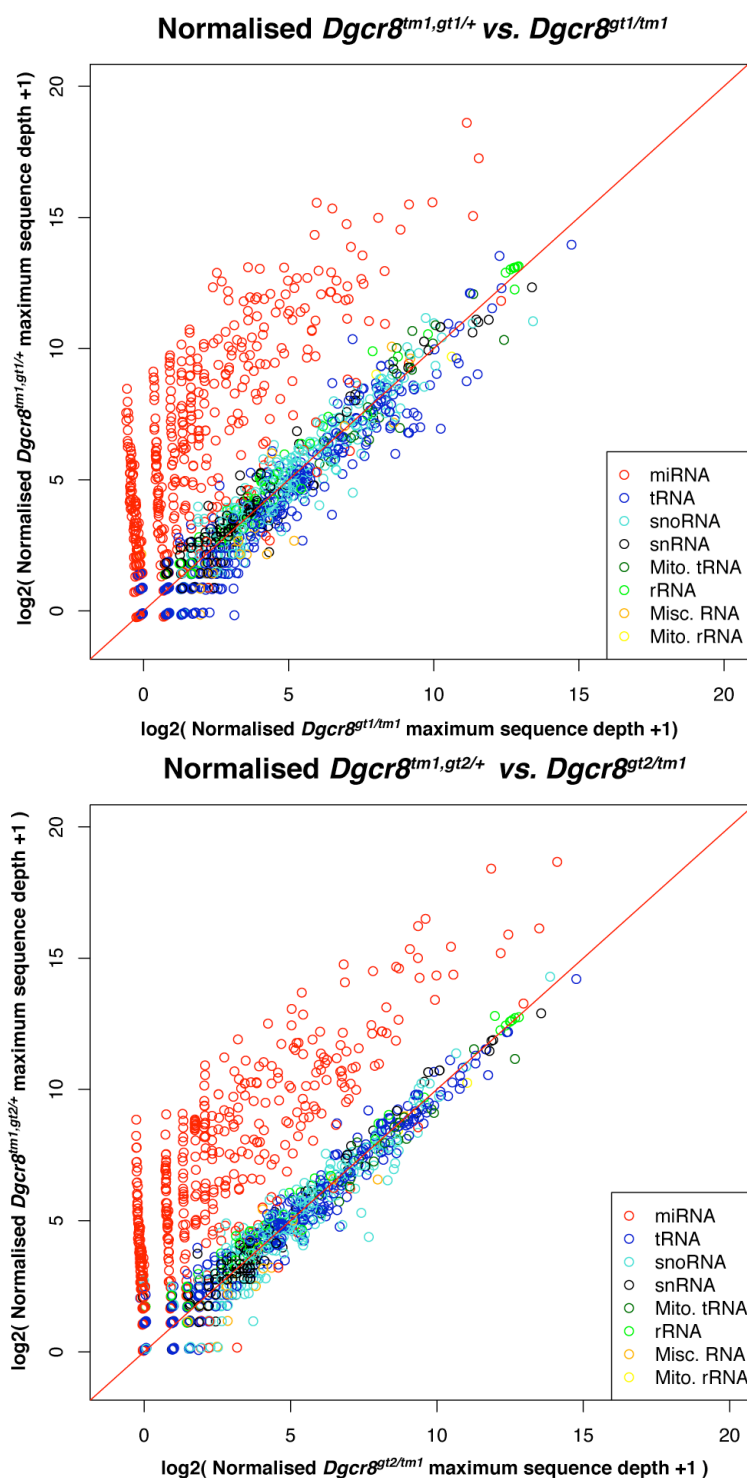 Normalised Dgcr8tm1,gt1/+ vs. Dgcr8gt1/tm1
log2( Normalised Dgcr8tm1,gt1/+ maximum sequence depth +1)
20
15
10
5
0
miRNA
tRNA
snoRNA
snRNA
Mito. tRNA
rRNA
Misc. RNA
Mito. rRNA
0 5 10 15 20
log2( Normalised Dgcr8gt1/tm1 maximum sequence depth +1)
Normalised Dgcr8tm1,gt2/+ vs. Dgcr8gt2/tm1
log2( Normalised Dgcr8tm1,gt2/+ maximum sequence depth +1)
20
15
10
5
0
miRNA
tRNA
snoRNA
snRNA
Mito. tRNA
rRNA
Misc. RNA
Mito. rRNA
0 5 10 15 20
log2( Normalised Dgcr8gt2/tm1 maximum sequence depth +1 )